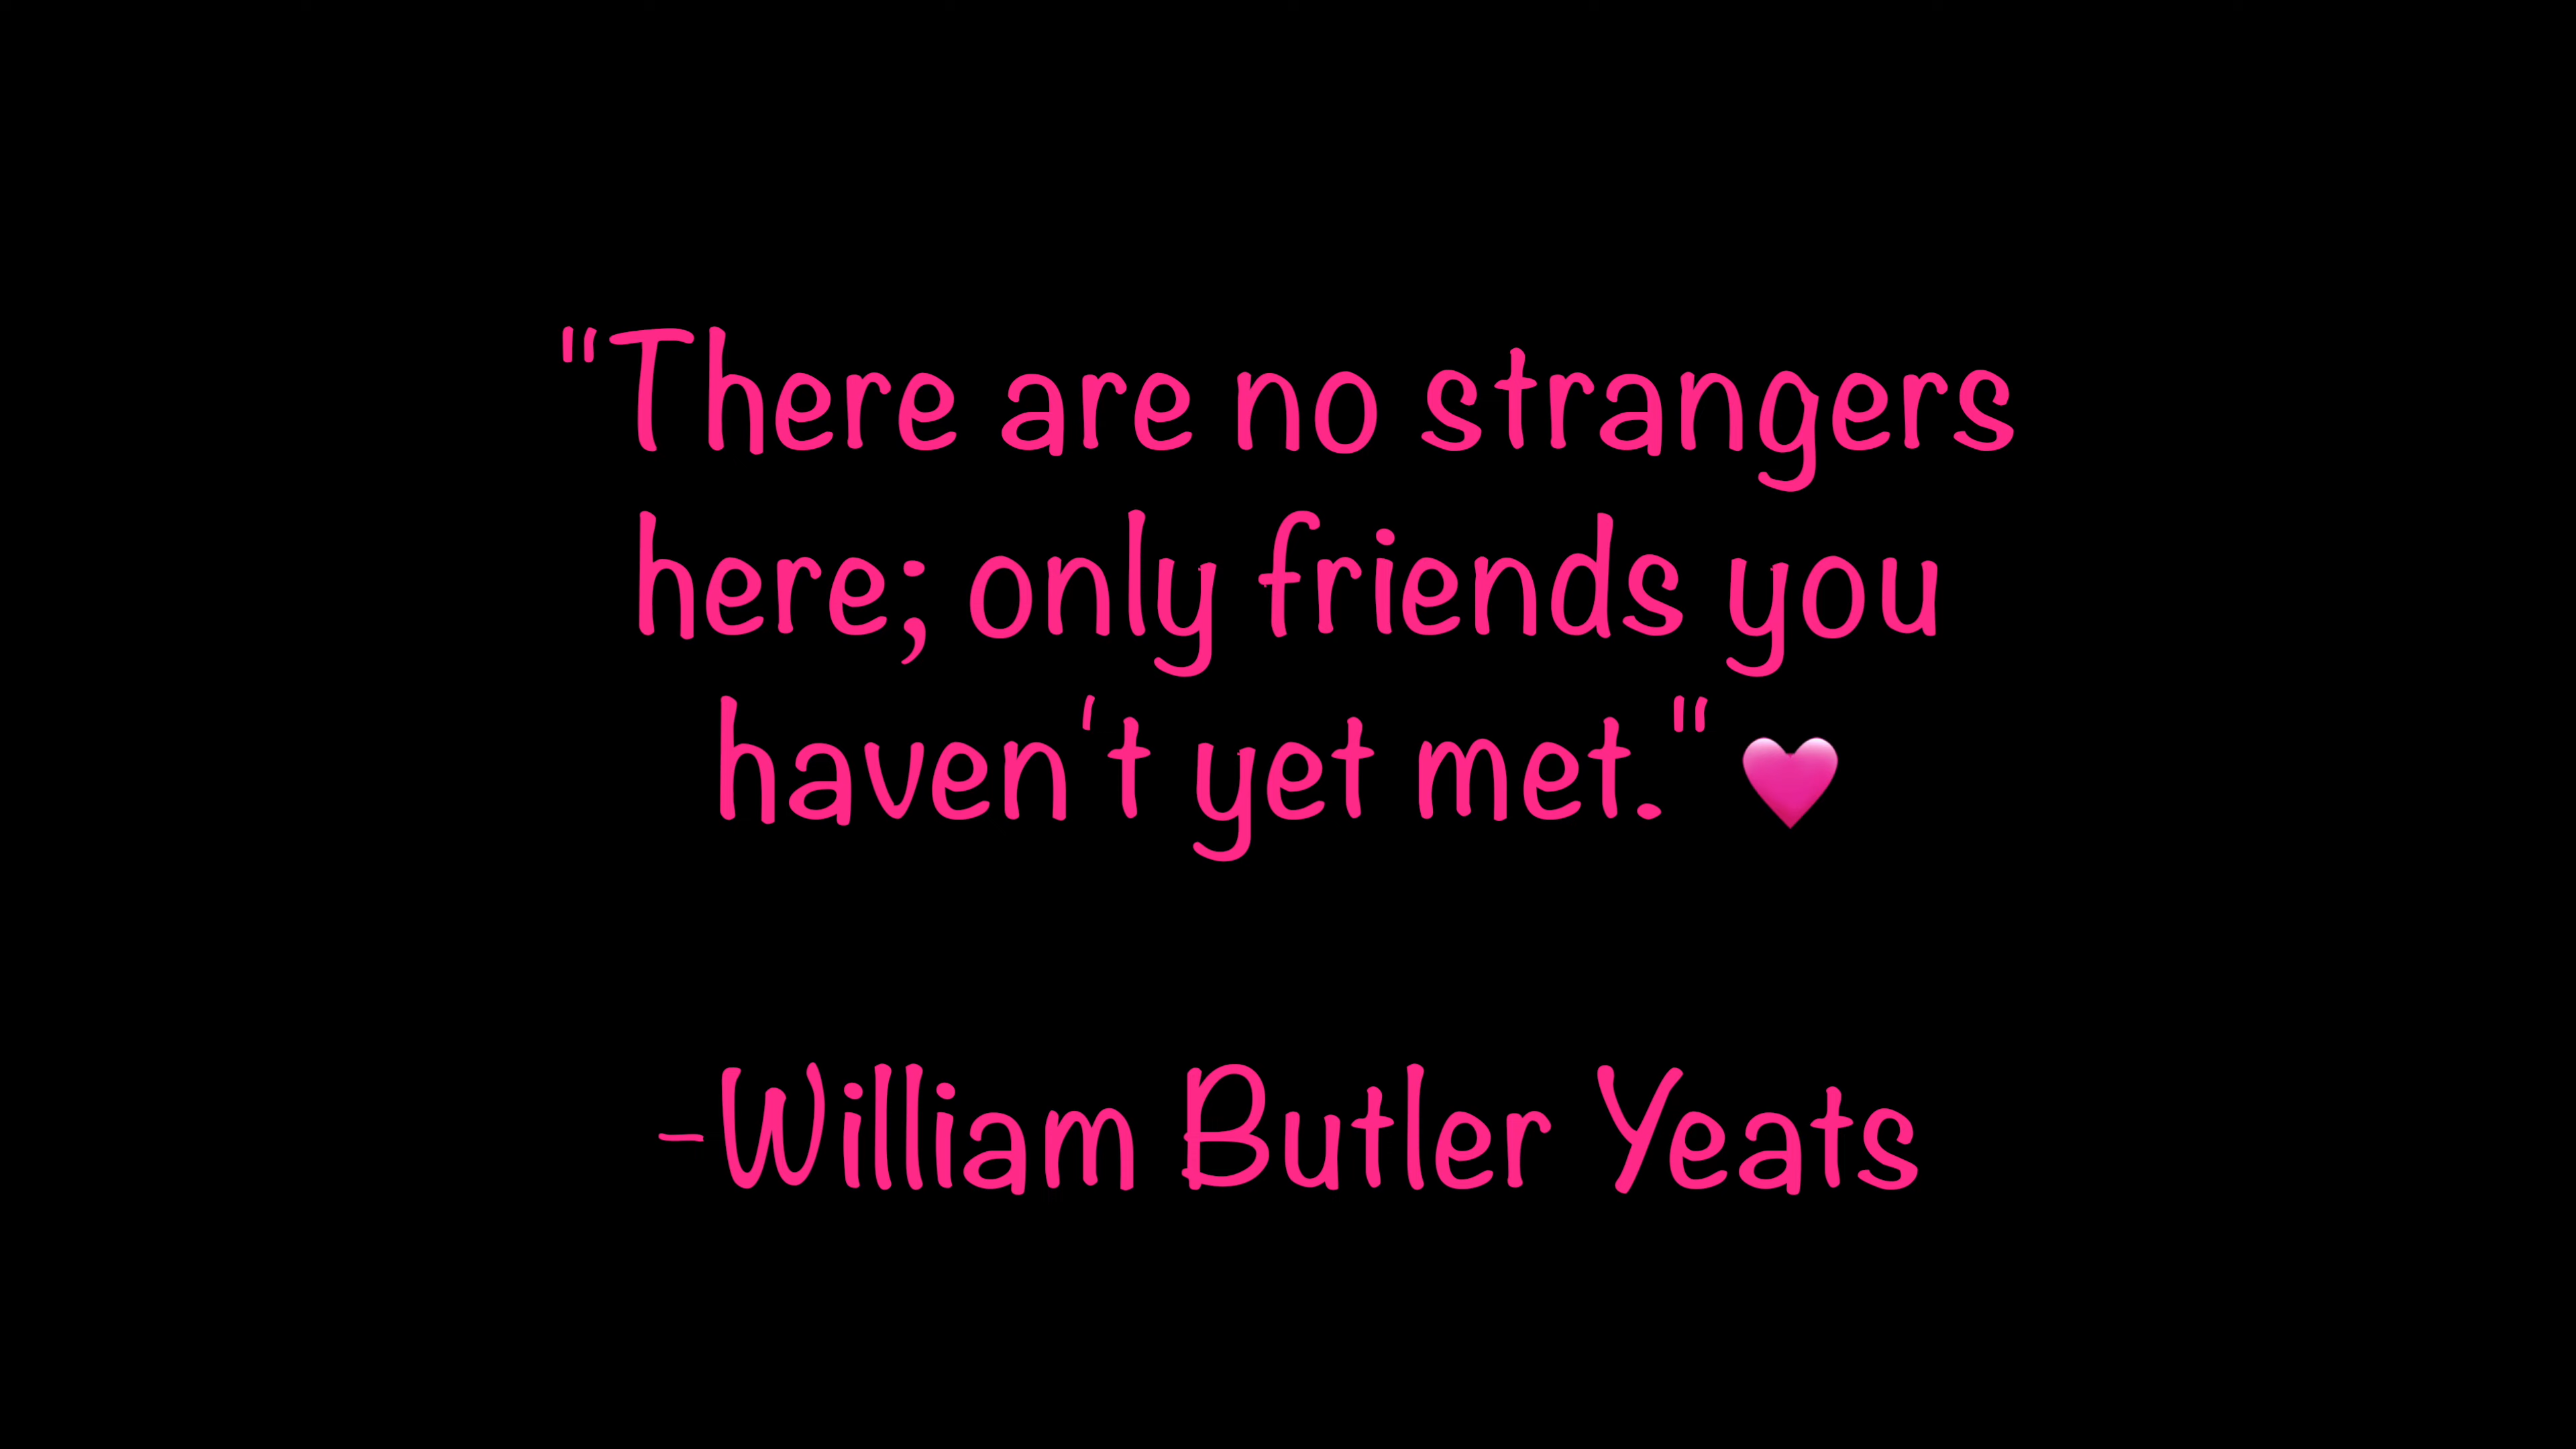 "There are no strangers
here; only friends you
haven't yet met." 🩷
-William Butler Yeats